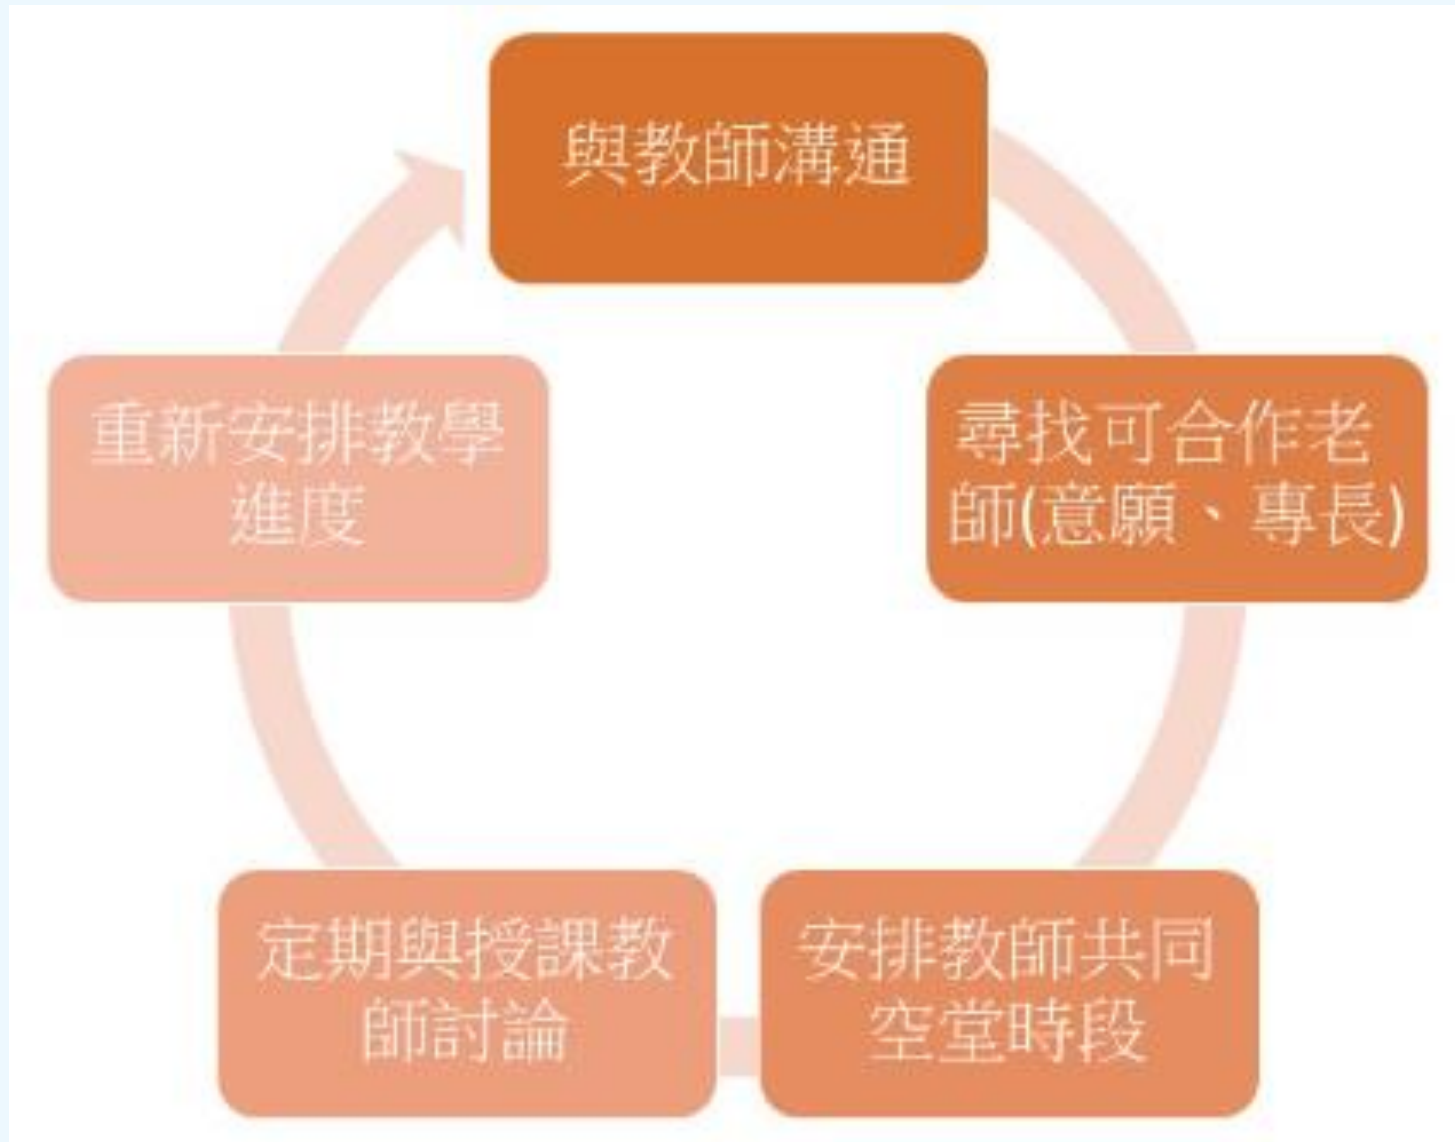 與教師溝通
尋找可合作老
師(意願、專長)
安排教師共同
空堂時段
定期與授課教
師討論
重新安排教學
進度